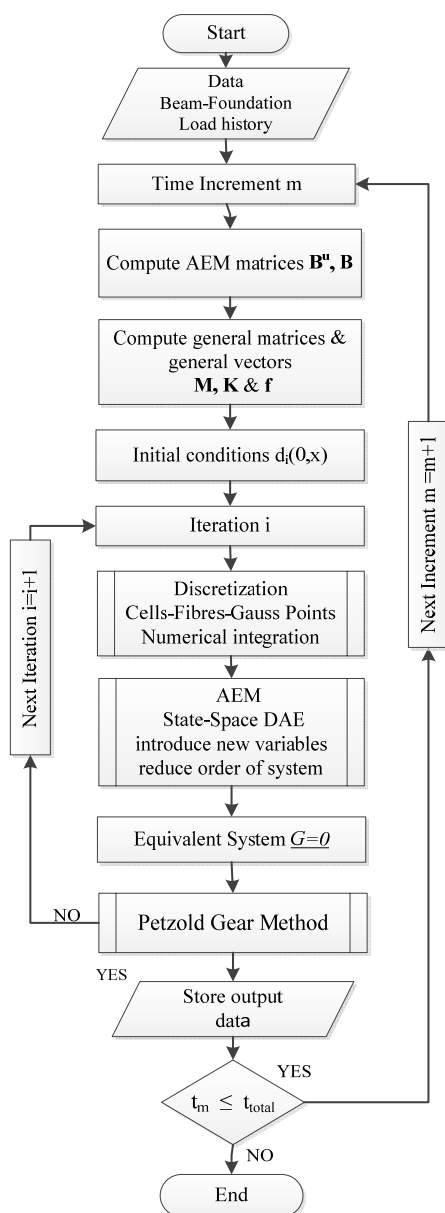 Start
Data
Beam-Foundation
Load history
Time Increment m
Compute AEM matrices Bᵘ, B
Compute general matrices &
general vectors
M, K & f
Initial conditions dᵢ(0,x)
Iteration i
Discretization
Cells-Fibres-Gauss Points
Numerical integration
AEM
State-Space DAE
introduce new variables
reduce order of system
Equivalent System G=0
Petzold Gear Method
NO
YES
Next Iteration i=i+1
Store output
data
tₘ ≤ t_total
YES
NO
Next Increment m =m+1
End